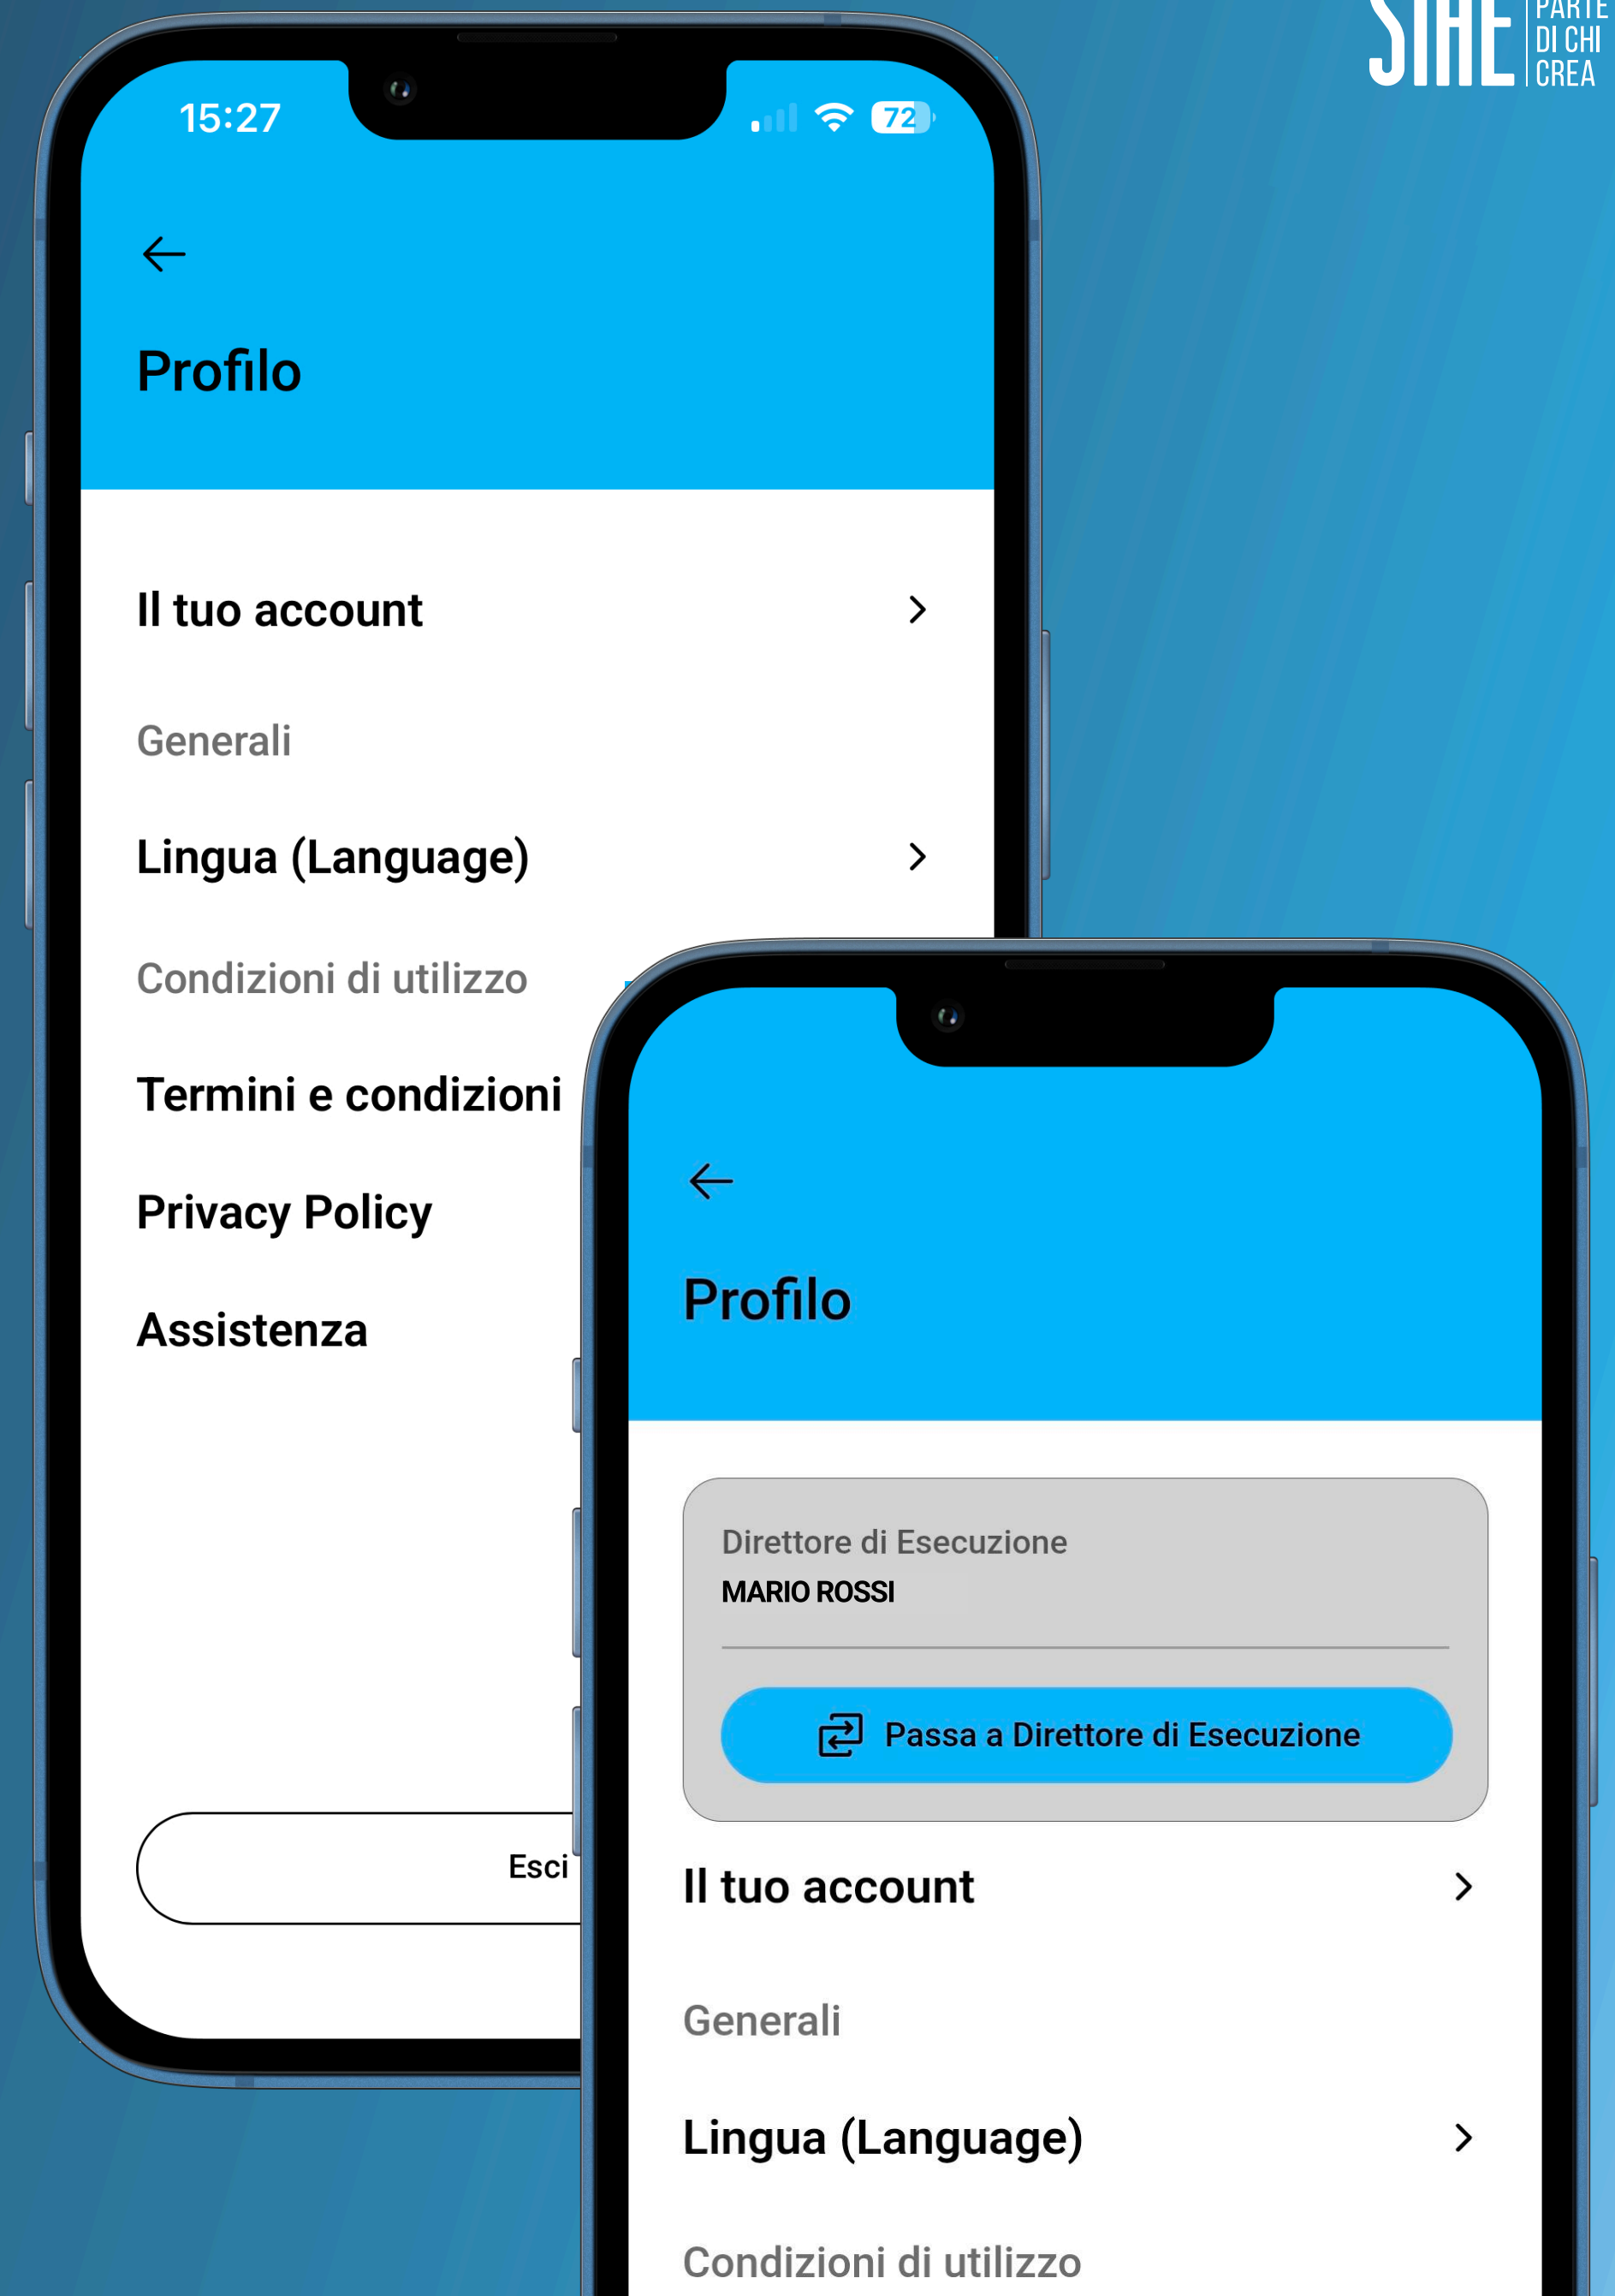 SIAE
PARTE
DI CHI
CREA
15:27
72
Profilo
Il tuo account
Generali
Lingua (Language)
Condizioni di utilizzo
Termini e condizioni
Privacy Policy
Assistenza
Esci
Profilo
Direttore di Esecuzione
MARIO ROSSI
Passa a Direttore di Esecuzione
Il tuo account
Generali
Lingua (Language)
Condizioni di utilizzo